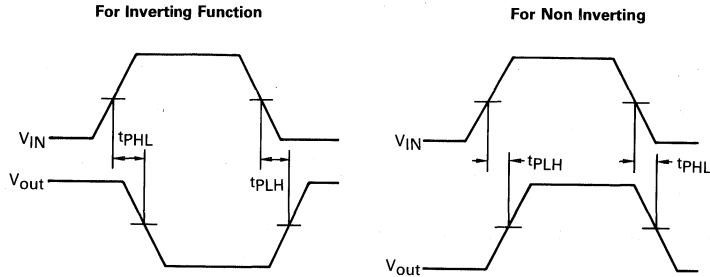 For Inverting Function
VIN
tPHL
Vout
tPLH
For Non Inverting
VIN
tPLH
tPHL
Vout